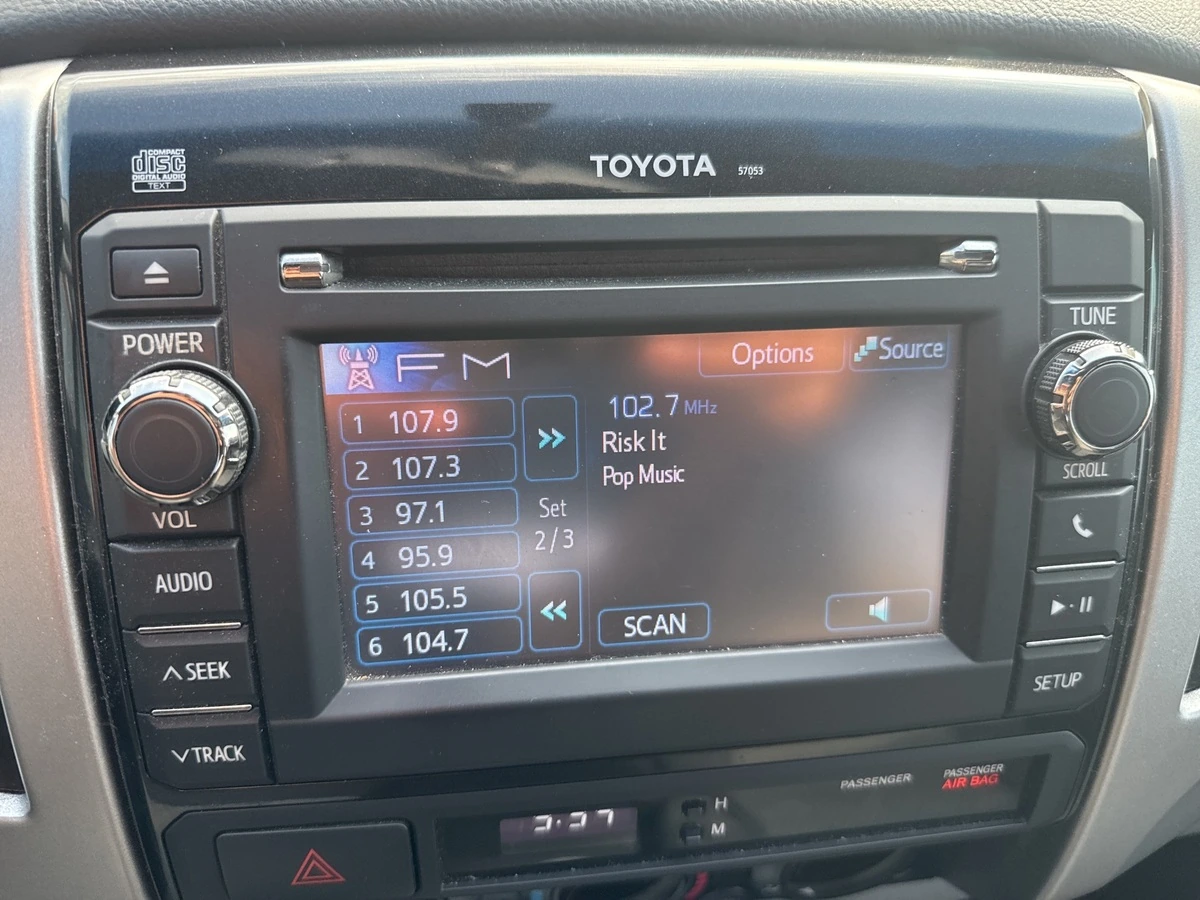 COMPACT
disc
DIGITAL AUDIO
TEXT
TOYOTA 57053
POWER
VOL
AUDIO
SEEK
TRACK
FM
Options
Source
1 107.9
2 107.3
3 97.1
4 95.9
5 105.5
6 104.7
Set
2/3
102.7 MHz
Risk It
Pop Music
SCAN
TUNE
SCROLL
SETUP
PASSENGER
PASSENGER
AIR BAG
3:37
H
M